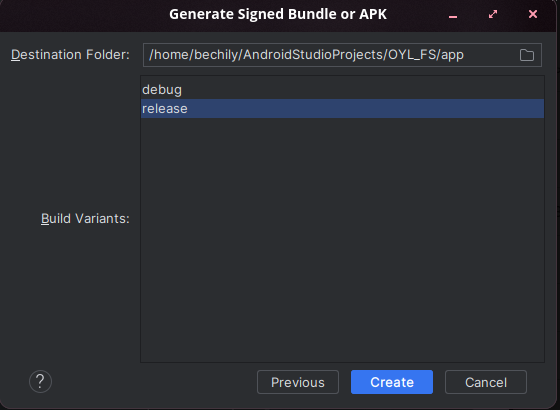 Generate Signed Bundle or APK
Destination Folder: /home/bechily/AndroidStudioProjects/OYL_FS/app
debug
release
Build Variants:
? Previous Create Cancel